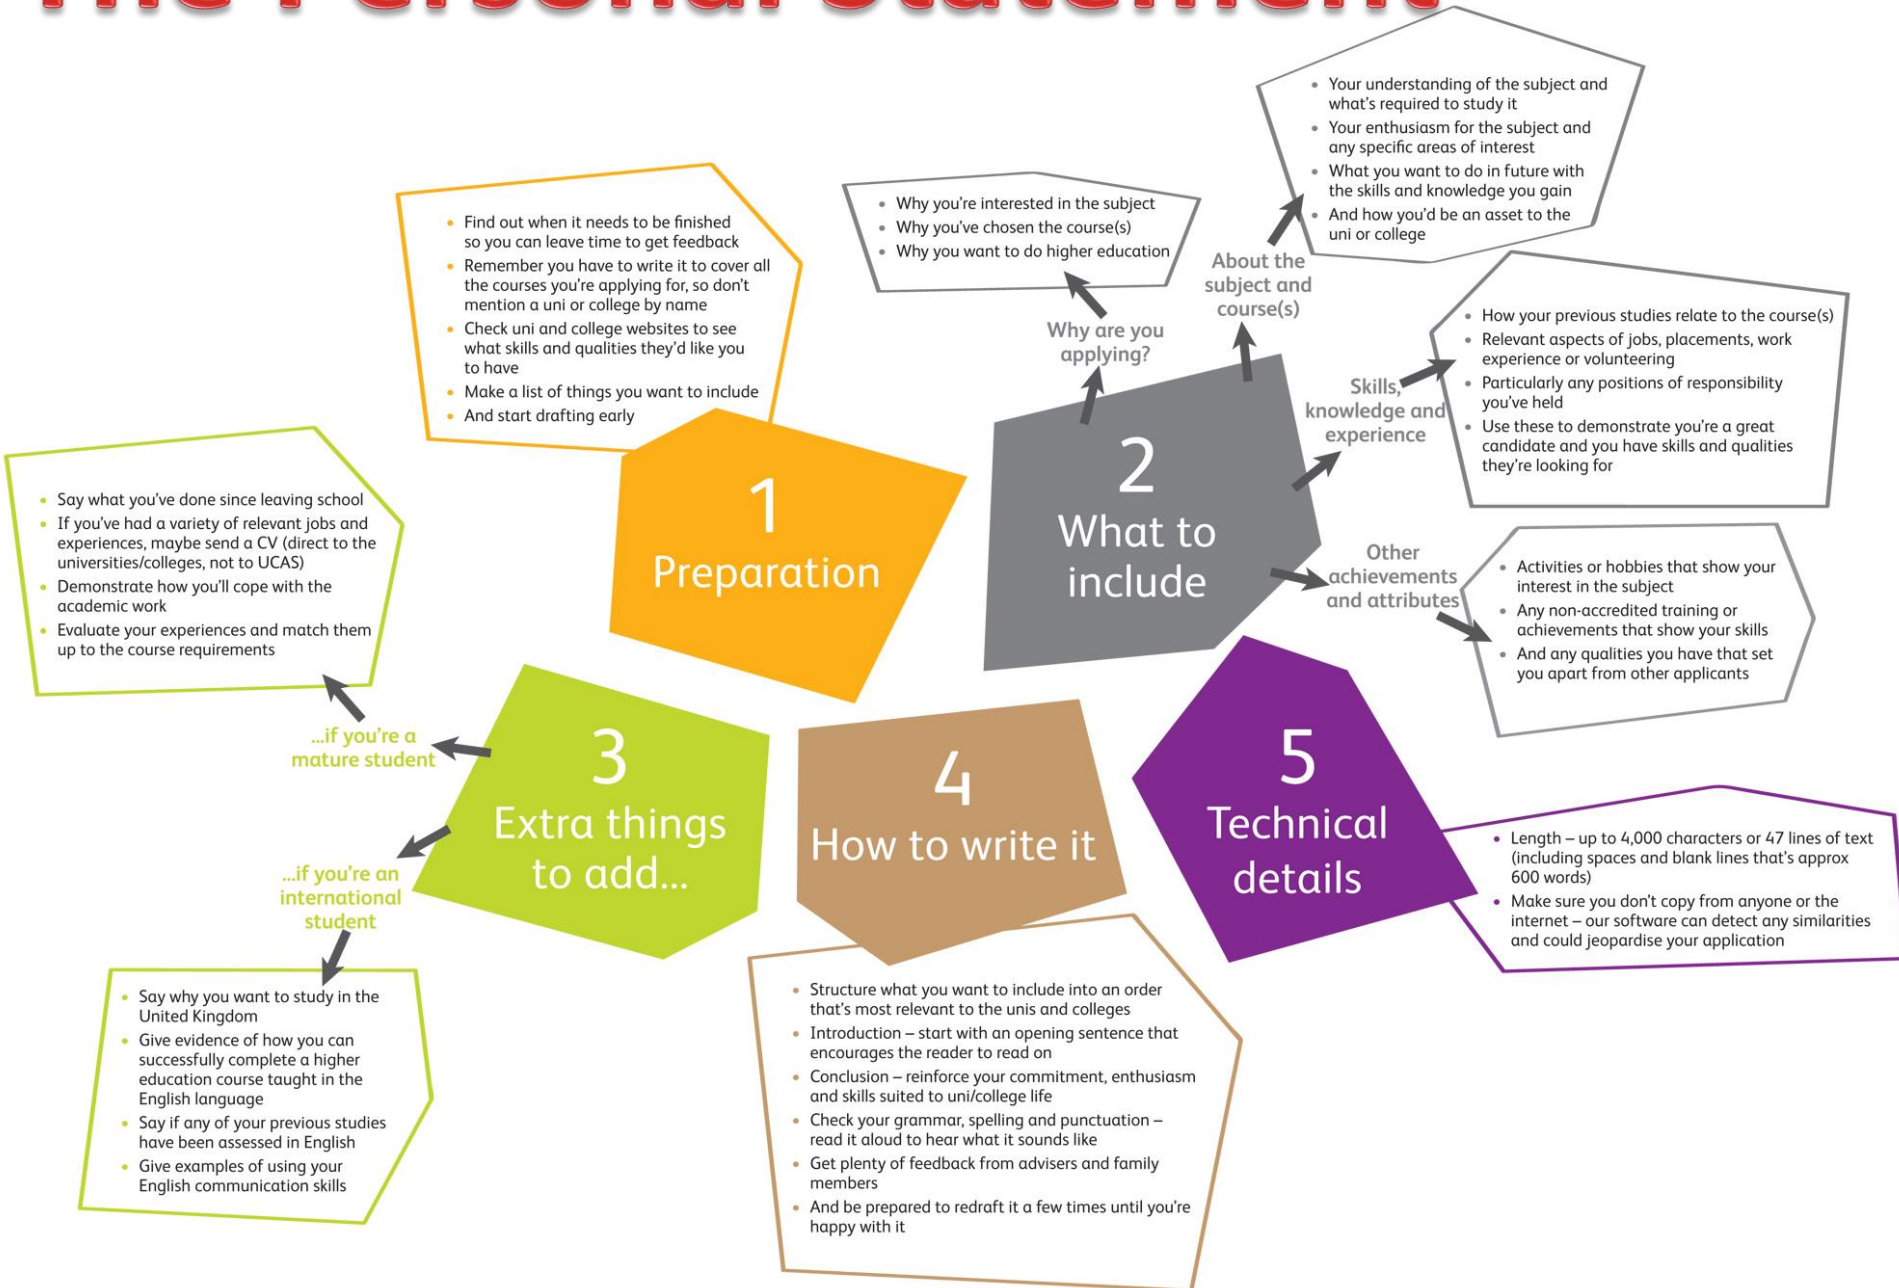 The Personal Statement
• Find out when it needs to be finished
so you can leave time to get feedback
• Remember you have to write it to cover all
the courses you're applying for, so don't
mention a uni or college by name
• Check uni and college websites to see
what skills and qualities they'd like you
to have
• Make a list of things you want to include
• And start drafting early
1
Preparation
2
What to
include
Why are you
applying?
• Why you're interested in the subject
• Why you've chosen the course(s)
• Why you want to do higher education
About the
subject and
course(s)
• Your understanding of the subject and
what's required to study it
• Your enthusiasm for the subject and
any specific areas of interest
• What you want to do in future with
the skills and knowledge you gain
• And how you'd be an asset to the
uni or college
Skills,
knowledge and
experience
• How your previous studies relate to the course(s)
• Relevant aspects of jobs, placements, work
experience or volunteering
• Particularly any positions of responsibility
you've held
• Use these to demonstrate you're a great
candidate and you have skills and qualities
they're looking for
Other
achievements
and attributes
• Activities or hobbies that show your
interest in the subject
• Any non-accredited training or
achievements that show your skills
• And any qualities you have that set
you apart from other applicants
3
Extra things
to add...
...if you're a
mature student
• Say what you've done since leaving school
• If you've had a variety of relevant jobs and
experiences, maybe send a CV (direct to the
universities/colleges, not to UCAS)
• Demonstrate how you'll cope with the
academic work
• Evaluate your experiences and match them
up to the course requirements
...if you're an
international
student
• Say why you want to study in the
United Kingdom
• Give evidence of how you can
successfully complete a higher
education course taught in the
English language
• Say if any of your previous studies
have been assessed in English
• Give examples of using your
English communication skills
4
How to write it
• Structure what you want to include into an order
that's most relevant to the unis and colleges
• Introduction – start with an opening sentence that
encourages the reader to read on
• Conclusion – reinforce your commitment, enthusiasm
and skills suited to uni/college life
• Check your grammar, spelling and punctuation –
read it aloud to hear what it sounds like
• Get plenty of feedback from advisers and family
members
• And be prepared to redraft it a few times until you're
happy with it
5
Technical
details
• Length – up to 4,000 characters or 47 lines of text
(including spaces and blank lines that's approx
600 words)
• Make sure you don't copy from anyone or the
internet – our software can detect any similarities
and could jeopardise your application